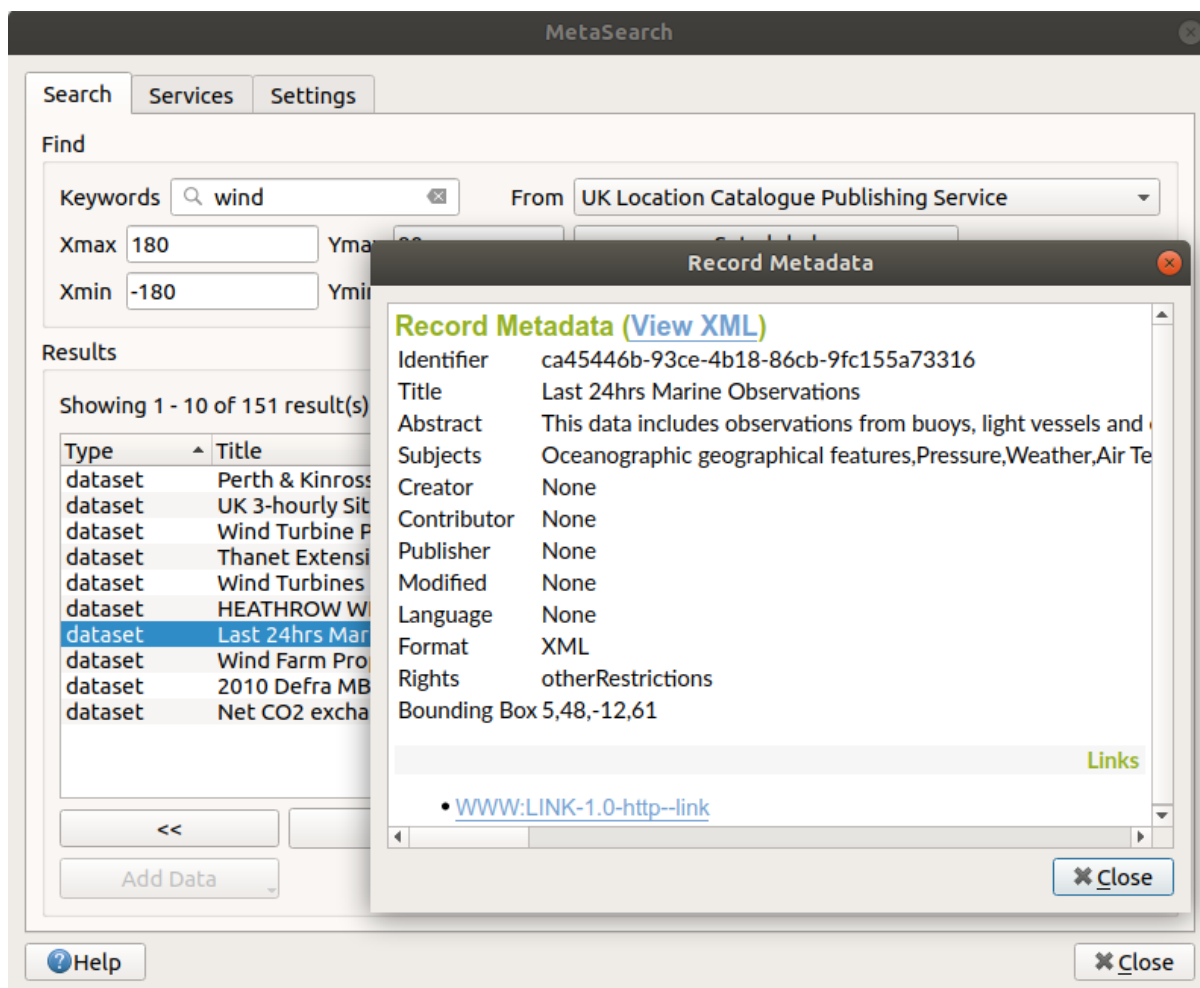 MetaSearch
Search Services Settings
Find
Keywords wind From UK Location Catalogue Publishing Service
Xmax 180
Xmin -180
Results
Showing 1 - 10 of 151 result(s)
Type Title
dataset Perth & Kinross
dataset UK 3-hourly
dataset Wind Turbine
dataset Thanet
dataset Wind Turbines
dataset HEATHROW
dataset Last 24hrs
dataset Wind Farm
dataset 2010 Defra
dataset Net CO2
<<
Add Data
Help
Close
Record Metadata
Record Metadata (View XML)
Identifier ca45446b-93ce-4b18-86cb-9fc155a73316
Title Last 24hrs Marine Observations
Abstract This data includes observations from buoys, light vessels and
Subjects Oceanographic geographical features,Pressure,Weather,Air Te
Creator None
Contributor None
Publisher None
Modified None
Language None
Format XML
Rights otherRestrictions
Bounding Box 5,48,-12,61
Links
WWW:LINK-1.0-http--link
Close